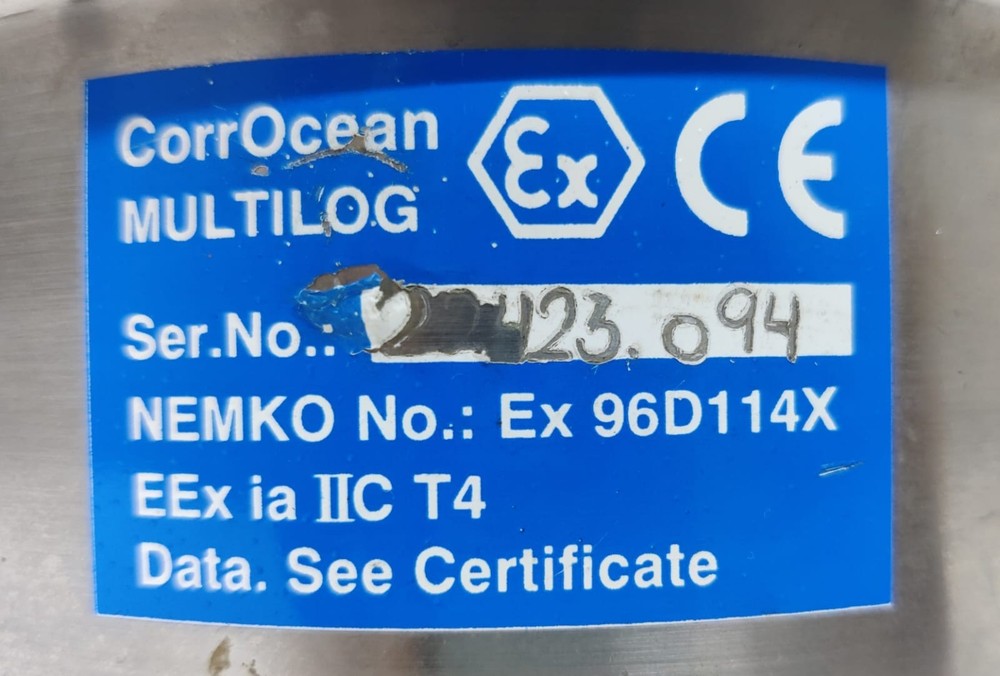 CorrOcean
MULTILOG
Ex CE
Ser.No.: 423.094
NEMKO No.: Ex 96D114X
EEx ia IIC T4
Data. See Certificate